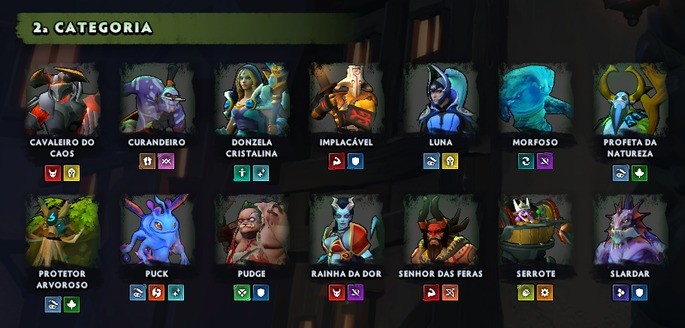 2a CATEGORIA
CAVALEIRO DO
CAOS
CURANDEIRO
DONZELA
CRISTALINA
IMPLACÁVEL
LUNA
MORFOSO
PROFETA DA
NATUREZA
PROTETOR
ARVOROSO
PUCK
PUDGE
RAINHA DA DOR
SENHOR DAS FERAS
SERROTE
SLARDAR